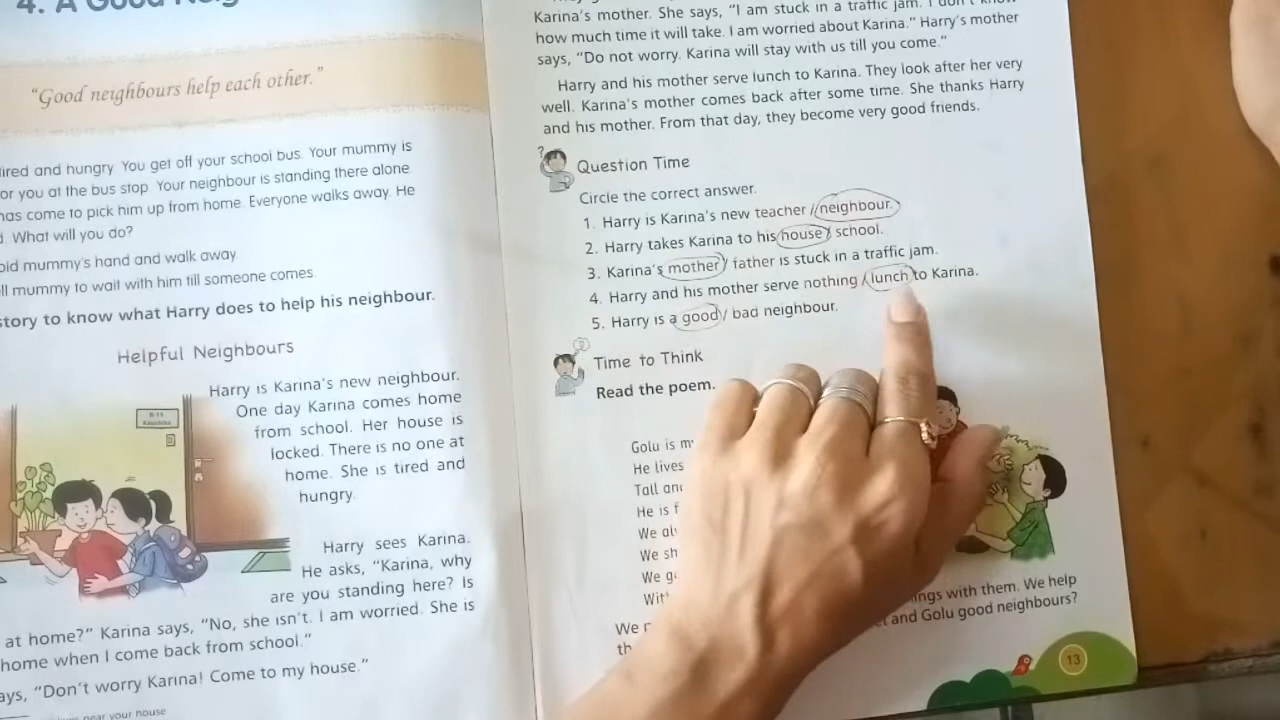 4. A Good
"Good neighbours help each other."
and hungry. You get off your school bus. Your mummy is
for you at the bus stop. Your neighbour is standing there alone.
has come to pick him up from home. Everyone walks away. He
What will you do?
mummy's hand and walk away.
mummy to wait with him till someone comes.
story to know what Harry does to help his neighbour.
Helpful Neighbours
Harry is Karina's new neighbour.
One day Karina comes home
from school. Her house is
locked. There is no one at
home. She is tired and
hungry.
Harry sees Karina.
He asks, "Karina, why
are you standing here? Is
at home?" Karina says, "No, she isn't. I am worried. She is
home when I come back from school."
"Don't worry Karina! Come to my house."
near your house
Karina's mother. She says, "I am stuck in a traffic jam. I don't know
how much time it will take. I am worried about Karina." Harry's mother
says, "Do not worry. Karina will stay with us till you come."
Harry and his mother serve lunch to Karina. They look after her very
well. Karina's mother comes back after some time. She thanks Harry
and his mother. From that day, they become very good friends.
Question Time
Circle the correct answer.
1. Harry is Karina's new teacher / neighbour.
2. Harry takes Karina to his house / school.
3. Karina's mother / father is stuck in a traffic jam.
4. Harry and his mother serve nothing / lunch to Karina.
5. Harry is a good / bad neighbour.
Time to Think
Read the poem.
Golu is
He lives
Tall
He is
We
We
We
We
with them. We help
and Golu good neighbours?
13